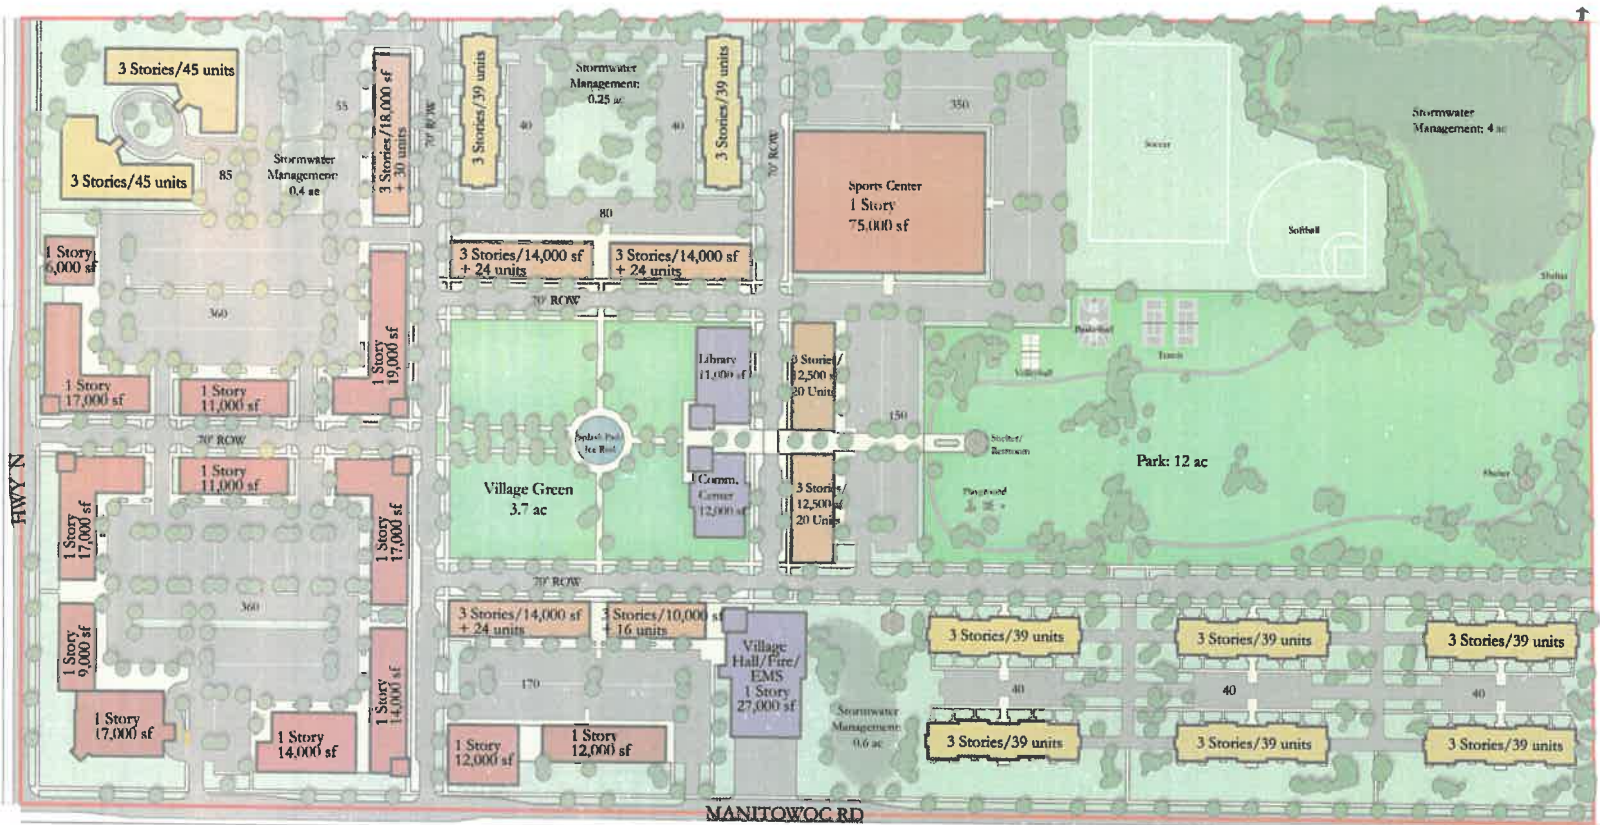 3 Stories/45 units
3 Stories/45 units
85
55
Stormwater
Management:
0.4 ac
3 Stories/18,000 sf
+ 30 units
70' ROW
3 Stories/39 units
40
Stormwater
Management:
0.25 ac
40
3 Stories/39 units
80
70' ROW
350
Sports Center
1 Story
75,000 sf
Soccer
Softball
Stormwater
Management: 4 ac
Shelter
1 Story
6,000 sf
360
1 Story
17,000 sf
1 Story
11,000 sf
1 Story
19,000 sf
3 Stories/14,000 sf
+ 24 units
3 Stories/14,000 sf
+ 24 units
70' ROW
Library
11,000 sf
3 Stories/
12,500 sf
20 Units
150
Basketball
Tennis
Volleyball
70' ROW
Splash Pad/
Ice Rink
Shelter/
Restroom
Park: 12 ac
Shelter
Playground
HWY N
1 Story
17,000 sf
1 Story
11,000 sf
1 Story
17,000 sf
Village Green
3.7 ac
Comm.
Center
12,000 sf
3 Stories/
12,500 sf
20 Units
70' ROW
360
1 Story
9,000 sf
1 Story
17,000 sf
1 Story
14,000 sf
1 Story
14,000 sf
3 Stories/14,000 sf
+ 24 units
3 Stories/10,000 sf
+ 16 units
170
1 Story
12,000 sf
1 Story
12,000 sf
Village
Hall/Fire/
EMS
1 Story
27,000 sf
Stormwater
Management:
0.6 ac
3 Stories/39 units
3 Stories/39 units
3 Stories/39 units
40
40
40
3 Stories/39 units
3 Stories/39 units
3 Stories/39 units
MANITOWOC RD